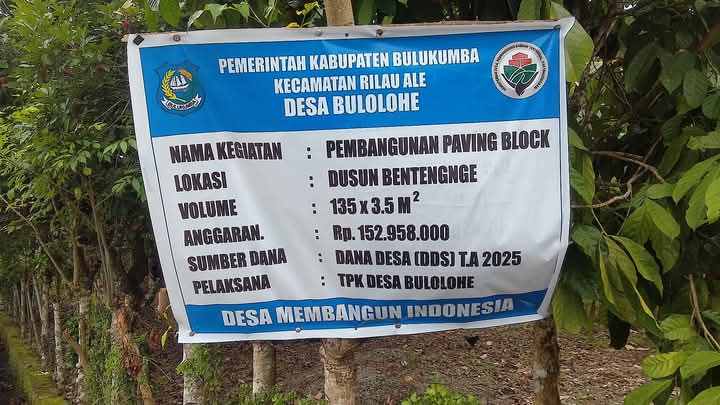 PEMERINTAH KABUPATEN BULUKUMBA
KECAMATAN RILAU ALE
DESA BULOLOHE
NAMA KEGIATAN : PEMBANGUNAN PAVING BLOCK
LOKASI : DUSUN BENTENGNGE
VOLUME : 135 x 3.5 M²
ANGGARAN. : Rp. 152.958.000
SUMBER DANA : DANA DESA (DDS) T.A 2025
PELAKSANA : TPK DESA BULOLOHE
DESA MEMBANGUN INDONESIA